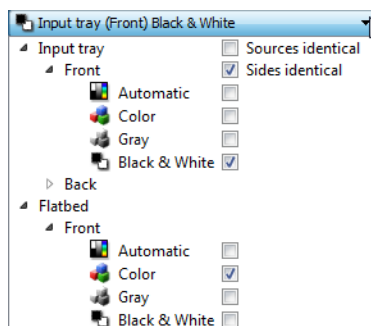 Input tray (Front) Black & White
Input tray Sources identical
Front Sides identical
Automatic
Color
Gray
Black & White
Back
Flatbed
Front
Automatic
Color
Gray
Black & White